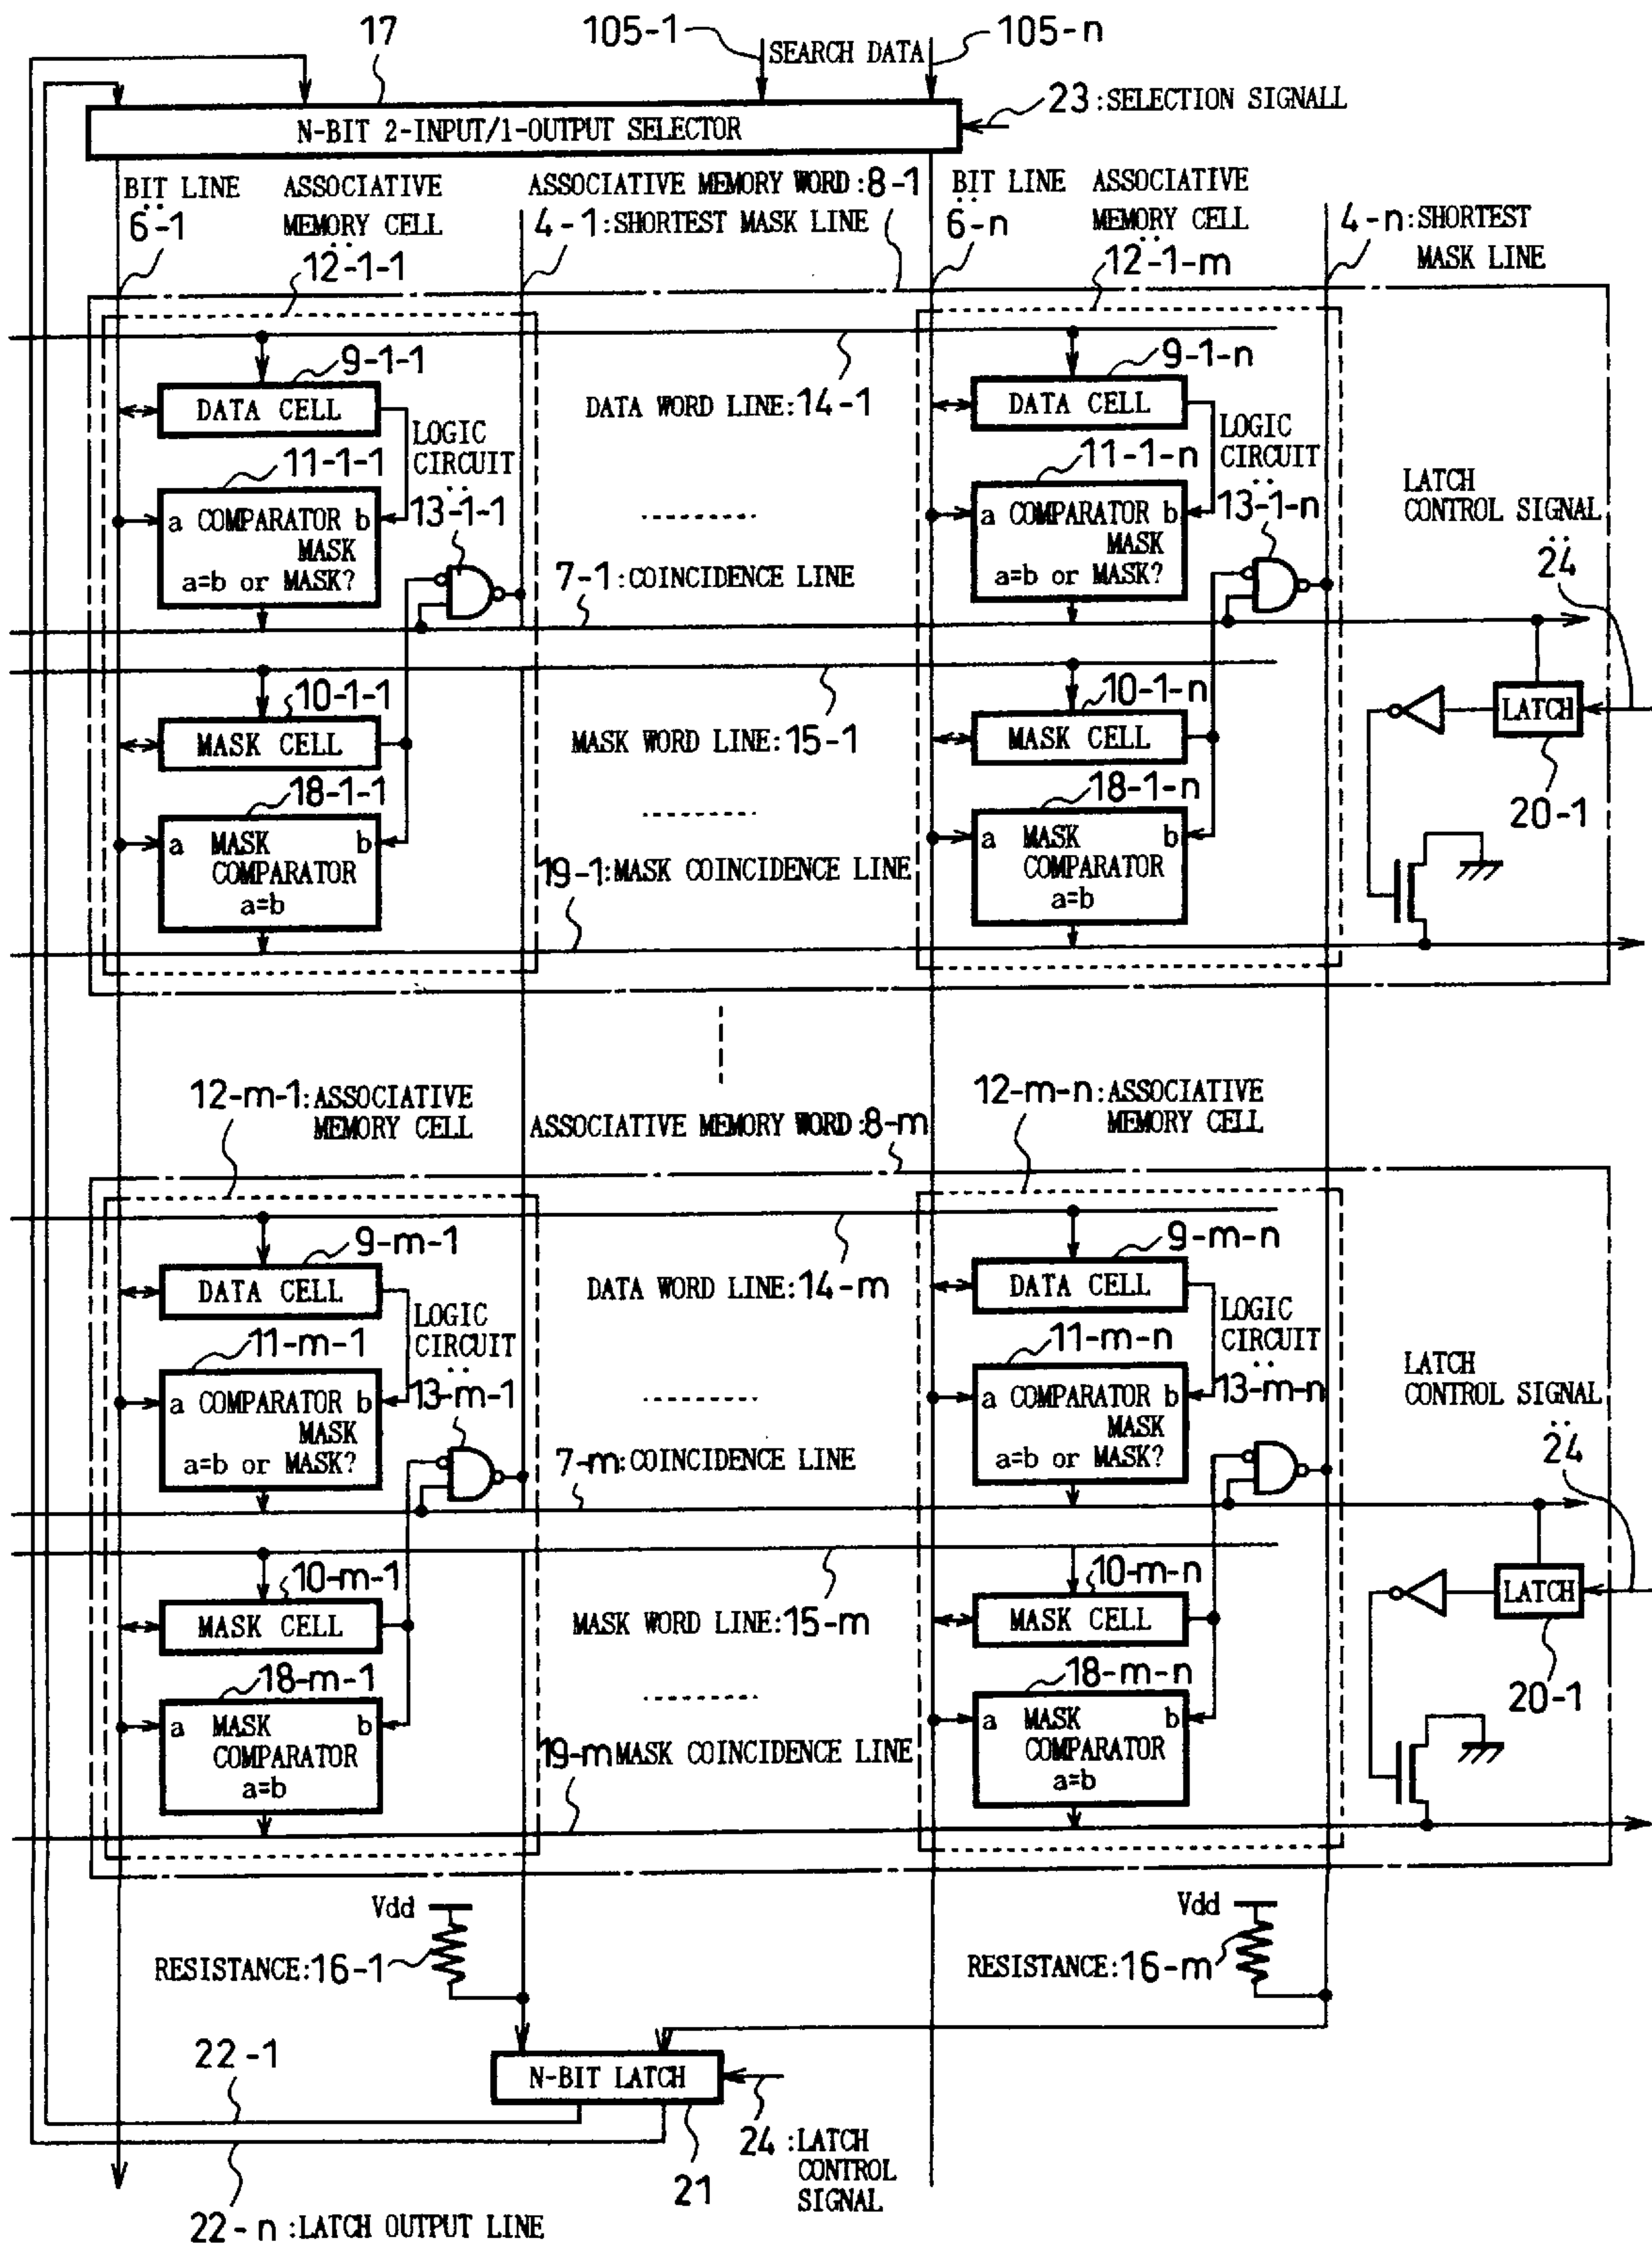 17
105-1
SEARCH DATA
105-n
23 :SELECTION SIGNALL
N-BIT 2-INPUT/1-OUTPUT SELECTOR
BIT LINE
6-1
ASSOCIATIVE
MEMORY CELL
12-1-1
ASSOCIATIVE MEMORY WORD:8-1
4-1:SHORTEST MASK LINE
BIT LINE
6-n
ASSOCIATIVE
MEMORY CELL
12-1-m
4-n:SHORTEST
MASK LINE
9-1-1
DATA CELL
DATA WORD LINE:14-1
9-1-n
DATA CELL
LOGIC
CIRCUIT
13-1-1
11-1-1
a COMPARATOR b
MASK
a=b or MASK?
7-1:COINCIDENCE LINE
LOGIC
CIRCUIT
13-1-n
11-1-n
a COMPARATOR b
MASK
a=b or MASK?
LATCH
CONTROL SIGNAL
24
10-1-1
MASK CELL
MASK WORD LINE:15-1
10-1-n
MASK CELL
LATCH
20-1
18-1-1
a MASK b
COMPARATOR
a=b
19-1:MASK COINCIDENCE LINE
18-1-n
a MASK b
COMPARATOR
a=b
12-m-1:ASSOCIATIVE
MEMORY CELL
ASSOCIATIVE MEMORY WORD:8-m
12-m-n:ASSOCIATIVE
MEMORY CELL
9-m-1
DATA CELL
DATA WORD LINE:14-m
9-m-n
DATA CELL
LOGIC
CIRCUIT
13-m-1
11-m-1
a COMPARATOR b
MASK
a=b or MASK?
7-m:COINCIDENCE LINE
LOGIC
CIRCUIT
13-m-n
11-m-n
a COMPARATOR b
MASK
a=b or MASK?
LATCH
CONTROL SIGNAL
24
10-m-1
MASK CELL
MASK WORD LINE:15-m
10-m-n
MASK CELL
LATCH
20-1
18-m-1
a MASK b
COMPARATOR
a=b
19-m MASK COINCIDENCE LINE
18-m-n
a MASK b
COMPARATOR
a=b
Vdd
RESISTANCE:16-1
Vdd
RESISTANCE:16-m
22-1
N-BIT LATCH
21
24 :LATCH
CONTROL
SIGNAL
22-n :LATCH OUTPUT LINE